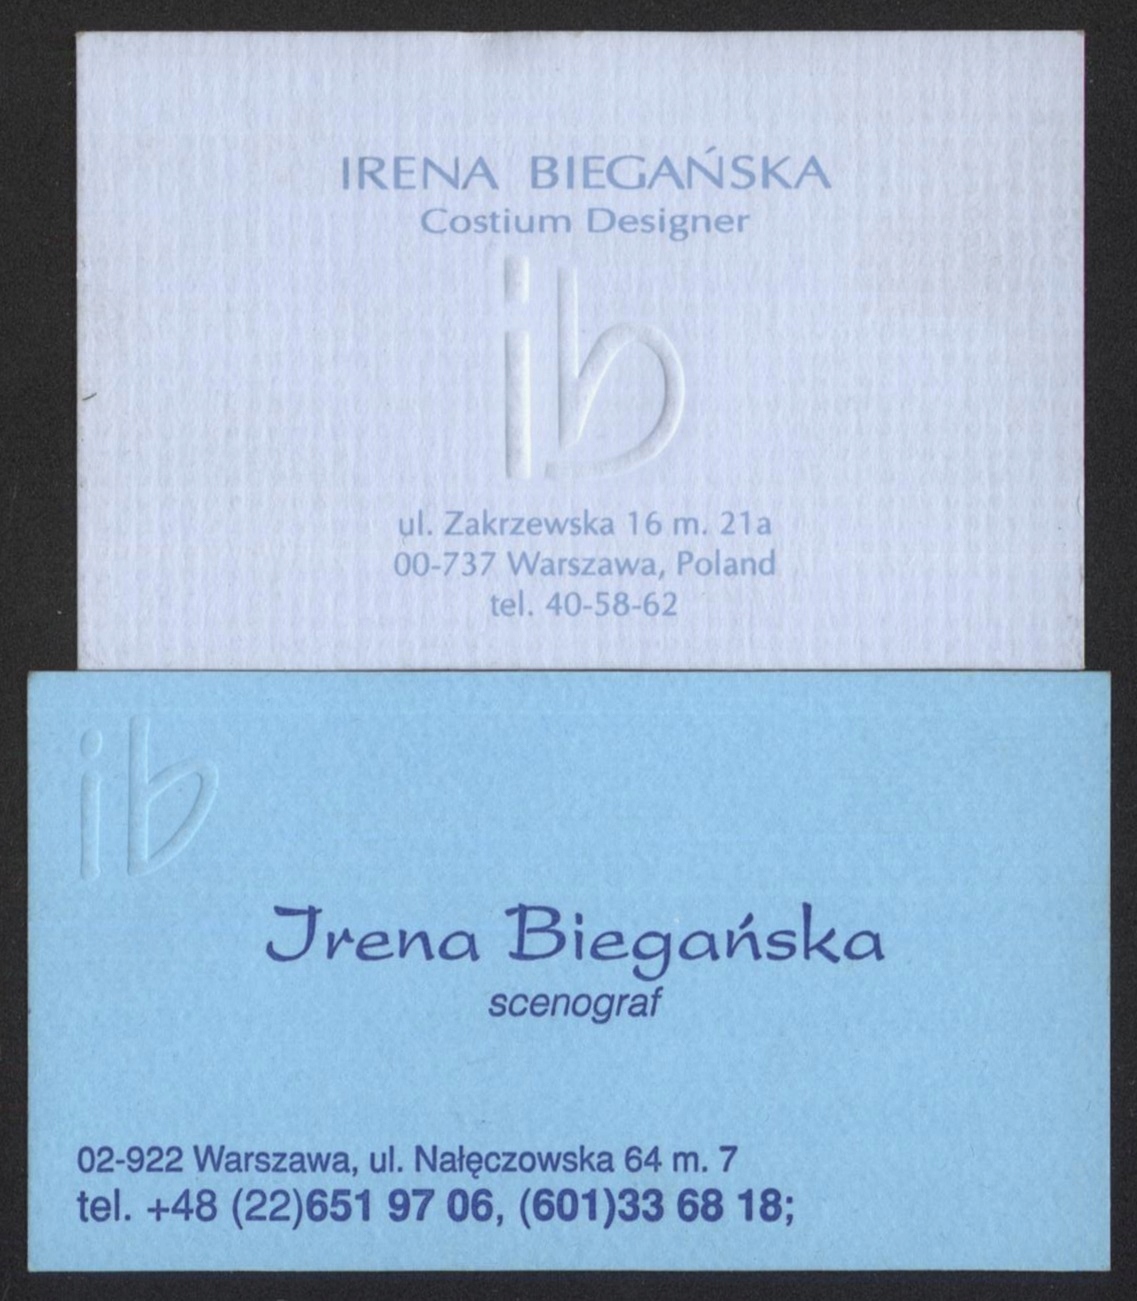 IRENA BIEGAŃSKA
Costium Designer
ib
ul. Zakrzewska 16 m. 21a
00-737 Warszawa, Poland
tel. 40-58-62
ib
Irena Biegańska
scenograf
02-922 Warszawa, ul. Nałęczowska 64 m. 7
tel. +48 (22)651 97 06, (601)33 68 18;